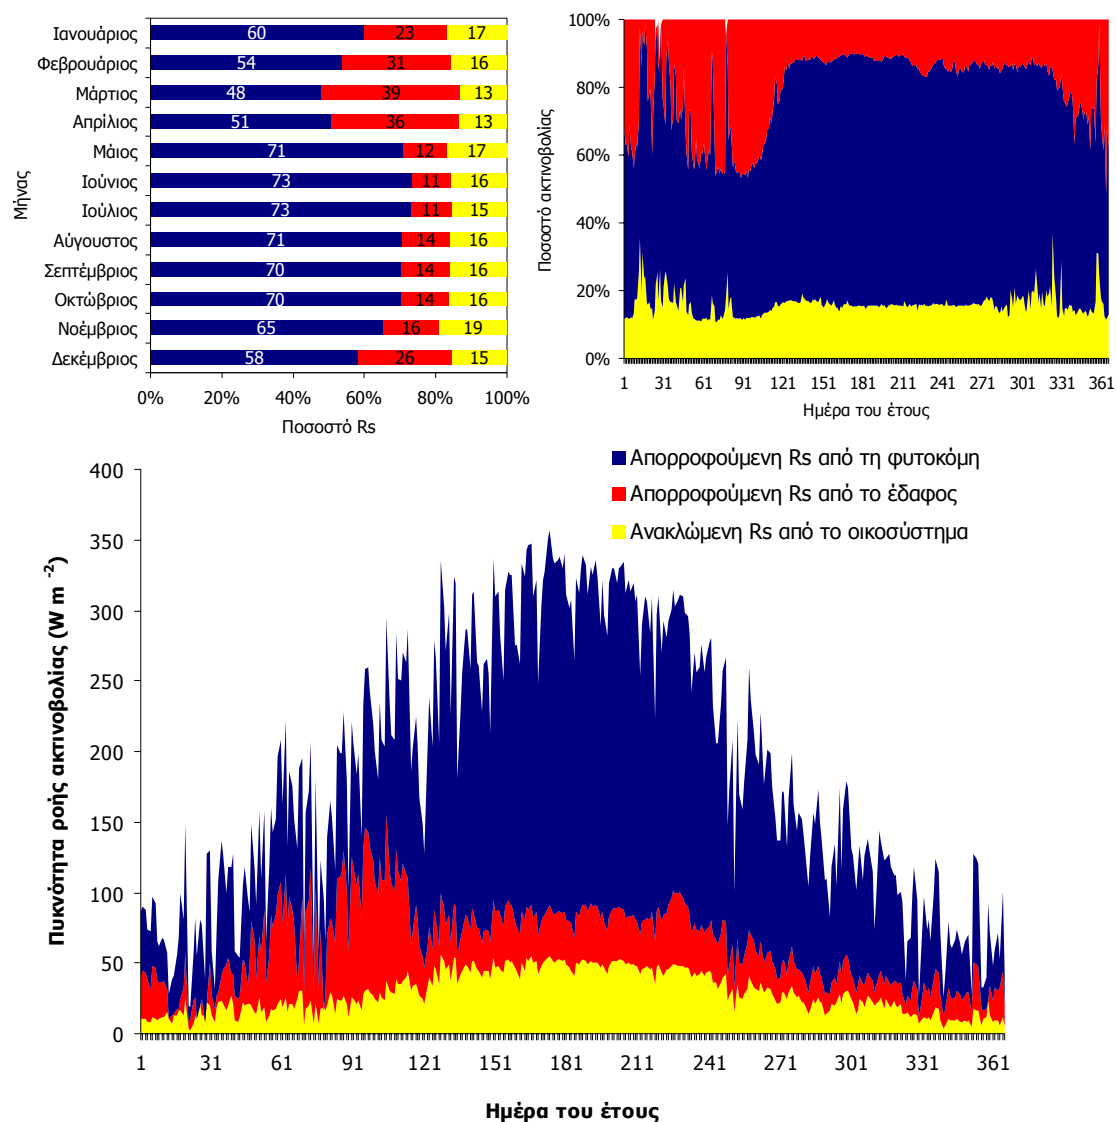 Μήνας
Ιανουάριος 60 23 17
Φεβρουάριος 54 31 16
Μάρτιος 48 39 13
Απρίλιος 51 36 13
Μάιος 71 12 17
Ιούνιος 73 11 16
Ιούλιος 73 11 15
Αύγουστος 71 14 16
Σεπτέμβριος 70 14 16
Οκτώβριος 70 14 16
Νοέμβριος 65 16 19
Δεκέμβριος 58 26 15
0% 20% 40% 60% 80% 100%
Ποσοστό Rs
Ποσοστό ακτινοβολίας
100%
80%
60%
40%
20%
0%
1 31 61 91 121 151 181 211 241 271 301 331 361
Ημέρα του έτους
Απορροφούμενη Rs από τη φυτοκόμη
Απορροφούμενη Rs από το έδαφος
Ανακλώμενη Rs από το οικοσύστημα
Πυκνότητα ροής ακτινοβολίας (W m -2)
400
350
300
250
200
150
100
50
0
1 31 61 91 121 151 181 211 241 271 301 331 361
Ημέρα του έτους